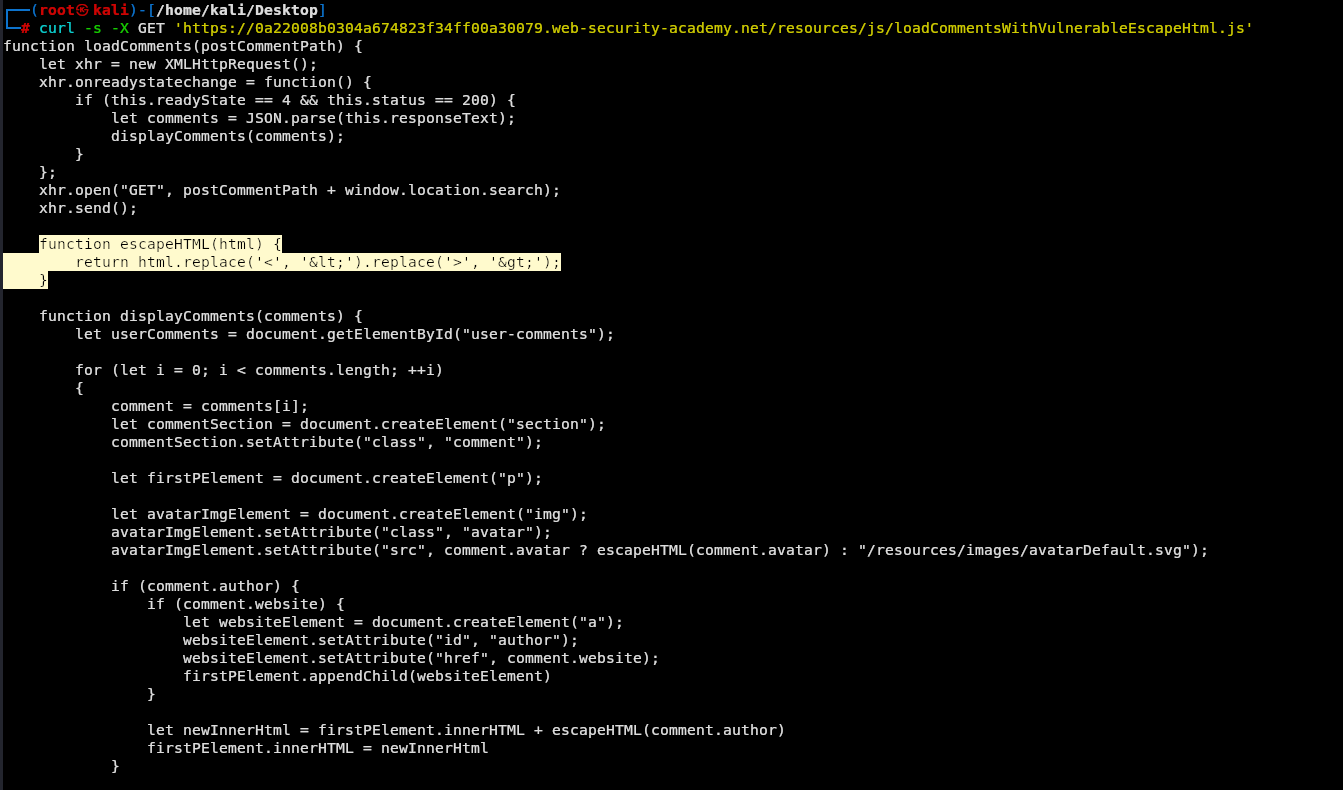 ┌──(root㉿kali)-[/home/kali/Desktop]
└─# curl -s -X GET 'https://0a22008b0304a674823f34ff00a30079.web-security-academy.net/resources/js/loadCommentsWithVulnerableEscapeHtml.js'
function loadComments(postCommentPath) {
    let xhr = new XMLHttpRequest();
    xhr.onreadystatechange = function() {
        if (this.readyState == 4 && this.status == 200) {
            let comments = JSON.parse(this.responseText);
            displayComments(comments);
        }
    };
    xhr.open("GET", postCommentPath + window.location.search);
    xhr.send();

    function escapeHTML(html) {
        return html.replace('<', '&lt;').replace('>', '&gt;');
    }

    function displayComments(comments) {
        let userComments = document.getElementById("user-comments");

        for (let i = 0; i < comments.length; ++i)
        {
            comment = comments[i];
            let commentSection = document.createElement("section");
            commentSection.setAttribute("class", "comment");

            let firstPElement = document.createElement("p");

            let avatarImgElement = document.createElement("img");
            avatarImgElement.setAttribute("class", "avatar");
            avatarImgElement.setAttribute("src", comment.avatar ? escapeHTML(comment.avatar) : "/resources/images/avatarDefault.svg");

            if (comment.author) {
                if (comment.website) {
                    let websiteElement = document.createElement("a");
                    websiteElement.setAttribute("id", "author");
                    websiteElement.setAttribute("href", comment.website);
                    firstPElement.appendChild(websiteElement)
                }

                let newInnerHtml = firstPElement.innerHTML + escapeHTML(comment.author)
                firstPElement.innerHTML = newInnerHtml
            }